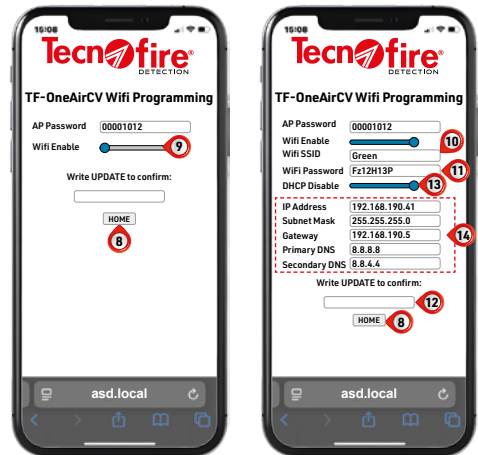 15:08
Tecnofire®
DETECTION
TF-OneAirCV Wifi Programming
AP Password 00001012
Wifi Enable 9
Write UPDATE to confirm:
HOME
8
asd.local
15:08
Tecnofire®
DETECTION
TF-OneAirCV Wifi Programming
AP Password 00001012
Wifi Enable 10
Wifi SSID Green
WiFi Password Fz12H13P 11
DHCP Disable 13
IP Address 192.168.190.41
Subnet Mask 255.255.255.0
Gateway 192.168.190.5 14
Primary DNS 8.8.8.8
Secondary DNS 8.8.4.4
Write UPDATE to confirm:
12
HOME 8
asd.local